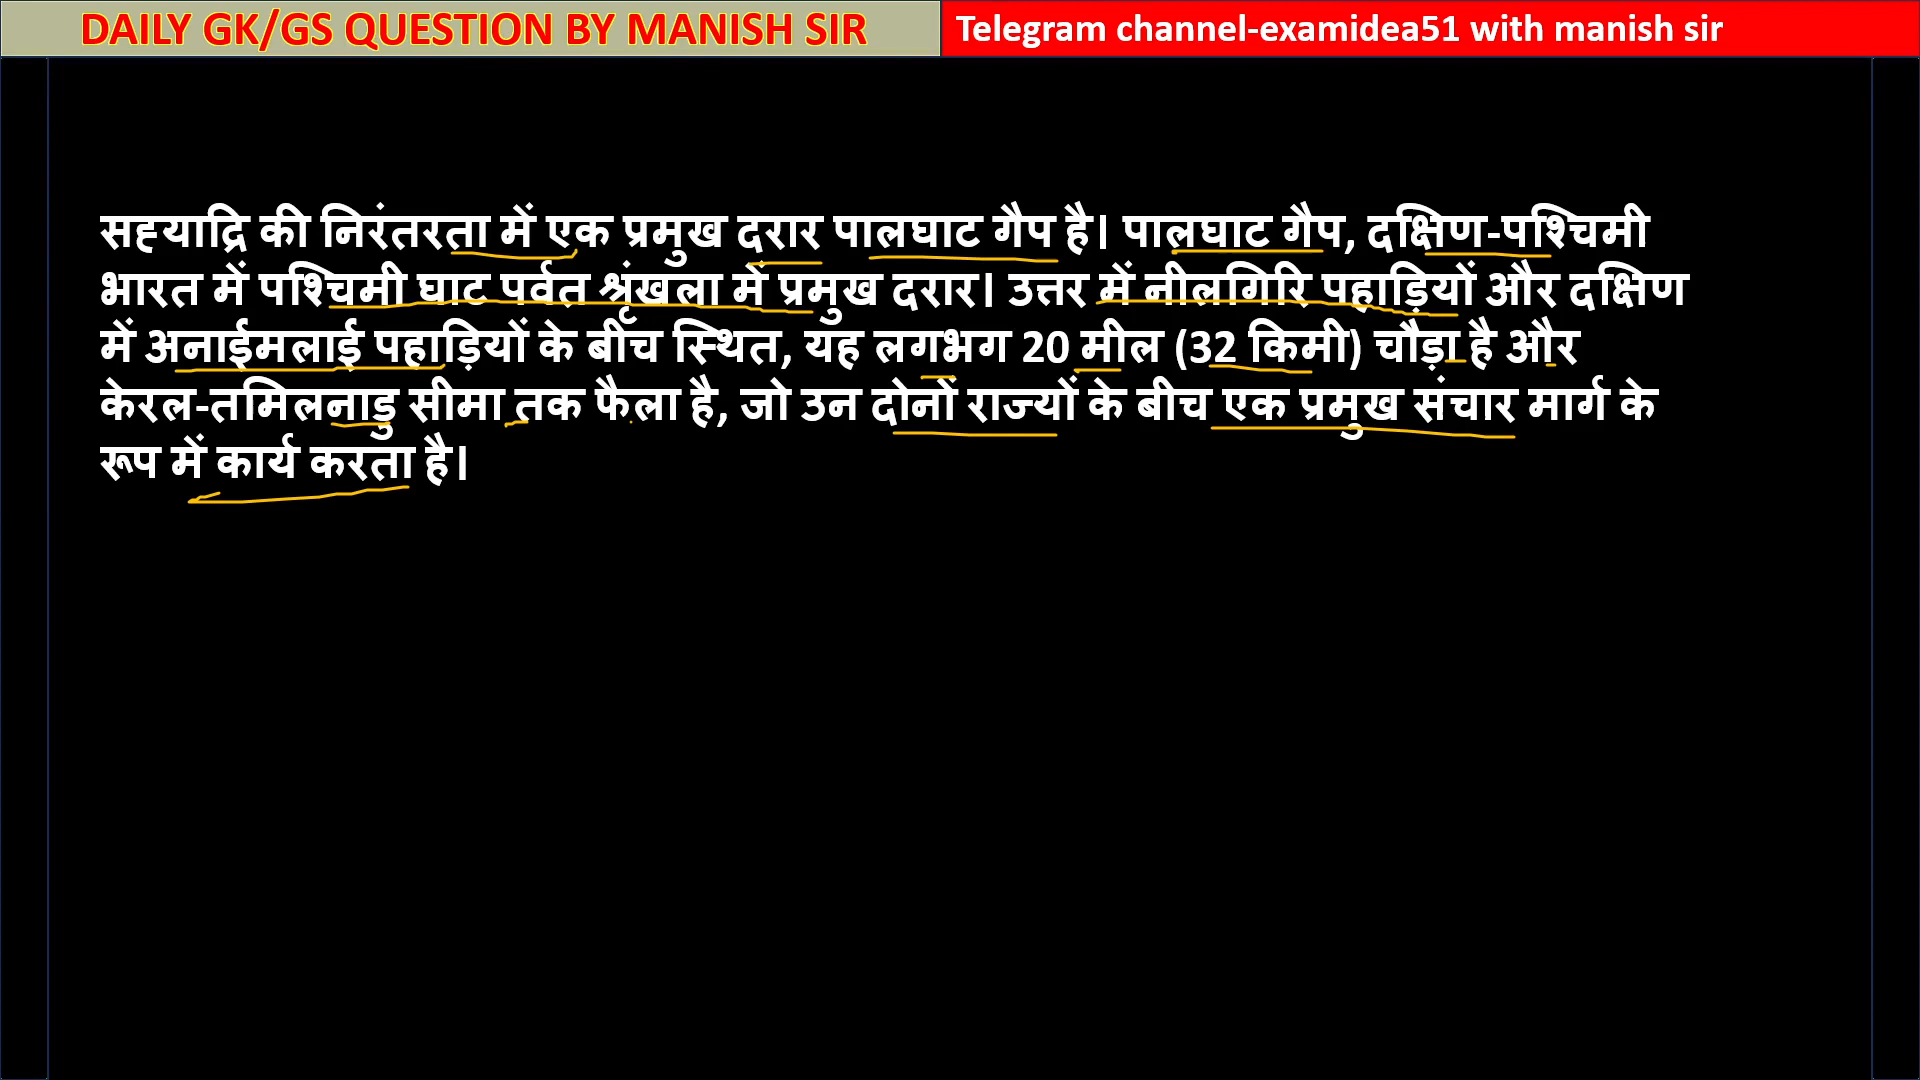 DAILY GK/GS QUESTION BY MANISH SIR
Telegram channel-examidea51 with manish sir
सह्याद्रि की निरंतरता में एक प्रमुख दरार पालघाट गैप है। पालघाट गैप, दक्षिण-पश्चिमी
भारत में पश्चिमी घाट पर्वत श्रृंखला में प्रमुख दरार। उत्तर में नीलगिरि पहाड़ियों और दक्षिण
में अनाईमलाई पहाड़ियों के बीच स्थित, यह लगभग 20 मील (32 किमी) चौड़ा है और
केरल-तमिलनाडु सीमा तक फैला है, जो उन दोनों राज्यों के बीच एक प्रमुख संचार मार्ग के
रूप में कार्य करता है।